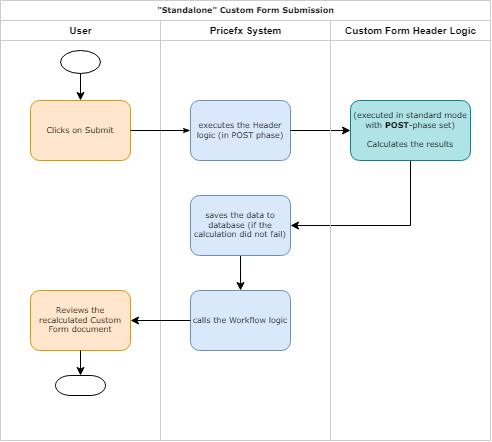 "Standalone" Custom Form Submission
User
Pricefx System
Custom Form Header Logic
Clicks on Submit
executes the Header
logic (in POST phase)
(executed in standard mode
with POST-phase set)
Calculates the results
saves the data to
database (if the
calculation did not fail)
Reviews the
recalculated Custom
Form document
calls the Workflow logic